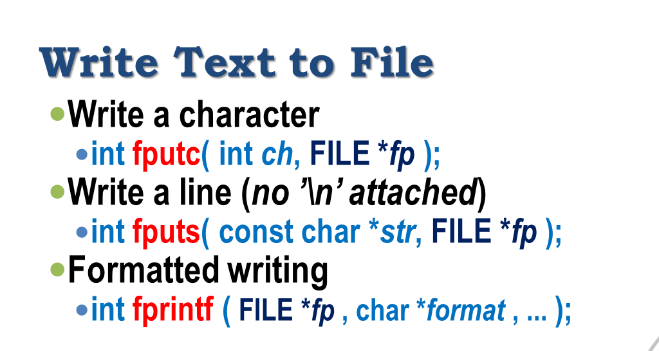 Write Text to File
•Write a character
•int fputc( int ch, FILE *fp );
•Write a line (no ’\n’ attached)
•int fputs( const char *str, FILE *fp );
•Formatted writing
•int fprintf ( FILE *fp , char *format , ... );